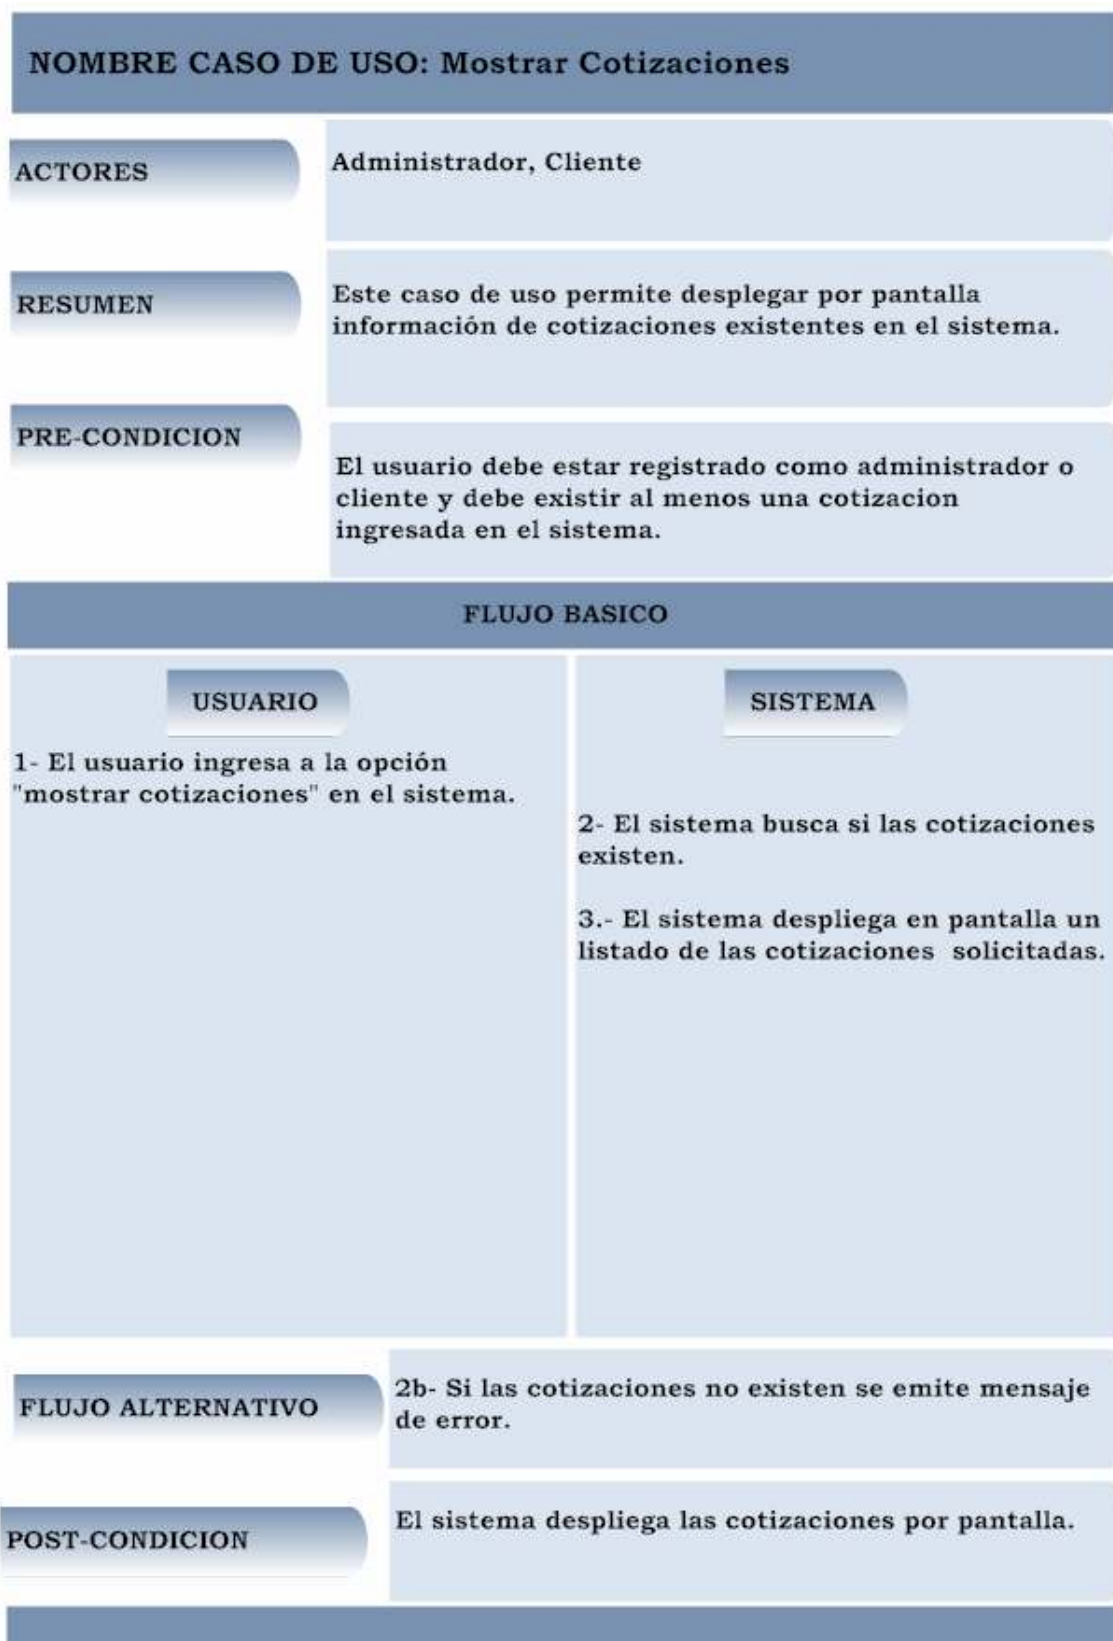 NOMBRE CASO DE USO: Mostrar Cotizaciones
ACTORES
Administrador, Cliente
RESUMEN
Este caso de uso permite desplegar por pantalla
información de cotizaciones existentes en el sistema.
PRE-CONDICION
El usuario debe estar registrado como administrador o
cliente y debe existir al menos una cotizacion
ingresada en el sistema.
FLUJO BASICO
USUARIO
1- El usuario ingresa a la opción
"mostrar cotizaciones" en el sistema.
SISTEMA
2- El sistema busca si las cotizaciones
existen.
3.- El sistema despliega en pantalla un
listado de las cotizaciones  solicitadas.
FLUJO ALTERNATIVO
2b- Si las cotizaciones no existen se emite mensaje
de error.
POST-CONDICION
El sistema despliega las cotizaciones por pantalla.